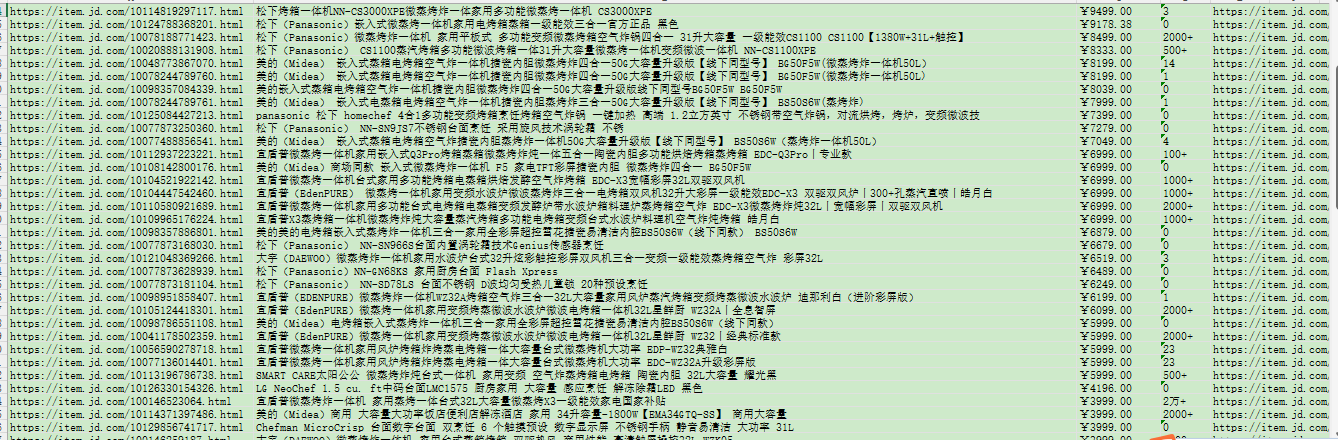 https://item.jd.com/10114819297117.html 松下烤箱一体机NN-CS3000XPE微蒸烤炸一体家用多功能微蒸烤一体机 CS3000XPE ¥9499.00 3 https://item.jd.com,
https://item.jd.com/10124788368201.html 松下（Panasonic）嵌入式微蒸烤炸一体机家用电烤箱蒸箱一级能效三合一官方正品 黑色 ¥9178.38 0 https://item.jd.com,
https://item.jd.com/10078188771423.html 松下（Panasonic）微蒸烤炸一体机 家用平板式 多功能变频微蒸烤箱空气炸锅四合一 31升大容量 一级能效CS1100 CS1100【1380W+31L+触控】 ¥8499.00 2000+ https://item.jd.com,
https://item.jd.com/10020888131908.html 松下（Panasonic） CS1100蒸汽烤箱多功能微波烤箱一体31升大容量微蒸烤一体机变频微波一体机 NN-CS1100XPE ¥8333.00 500+ https://item.jd.com,
https://item.jd.com/10048773867070.html 美的（Midea） 嵌入式蒸箱电烤箱空气炸一体机搪瓷内胆微蒸烤炸四合一50G大容量升级版【线下同型号】 BG50F5W(微蒸烤炸一体机50L) ¥8199.00 14 https://item.jd.com,
https://item.jd.com/10078244789760.html 美的（Midea） 嵌入式蒸箱电烤箱空气炸一体机搪瓷内胆微蒸烤炸四合一50G大容量升级版【线下同型号】 BG50F5W(微蒸烤炸一体机50L) ¥8199.00 1 https://item.jd.com,
https://item.jd.com/10098357084339.html 美的嵌入式蒸箱电烤箱空气炸一体机搪瓷内胆微蒸烤炸四合一50G大容量升级版线下同型号BG50F5W BG50F5W ¥8039.00 0 https://item.jd.com,
https://item.jd.com/10078244789761.html 美的（Midea） 嵌入式电蒸箱电烤箱空气炸一体机搪瓷内胆蒸烤炸三合一50G大容量升级版【线下同型号】 BS50S6W(蒸烤炸) ¥7999.00 1 https://item.jd.com,
https://item.jd.com/10125084427213.html panasonic 松下 homechef 4合1多功能变频烤箱烹饪烤箱空气炸锅 一键加热 高端 1.2立方英寸 不锈钢带空气炸锅，对流烘烤，烤炉，变频微波技 ¥7399.00 0 https://item.jd.com,
https://item.jd.com/10077873250360.html 松下（Panasonic） NN-SN9JS7不锈钢台面烹饪 采用旋风技术涡轮霜 不锈 ¥7279.00 0 https://item.jd.com,
https://item.jd.com/10077488856541.html 美的（Midea） 嵌入式蒸箱电烤箱空气炸搪瓷内胆蒸烤炸一体机50G大容量升级版【线下同型号】 BS50S6W（蒸烤炸一体机50L） ¥7049.00 4 https://item.jd.com,
https://item.jd.com/10112937223221.html 宜盾普微蒸烤一体机家用嵌入式Q3Pro烤箱蒸箱微蒸烤炸炖一体五合一陶瓷内胆多功能烘焙烤箱蒸烤箱 EDC-Q3Pro｜专业款 ¥6999.00 100+ https://item.jd.com,
https://item.jd.com/10108142800176.html 美的（Midea）商场同款 嵌入式微蒸烤炸一体机 F5 家电TFT彩屏搪瓷内胆 微蒸烤炸四合一 BG50F5W ¥6999.00 0 https://item.jd.com,
https://item.jd.com/10104521922142.html 宜盾普微蒸烤一体机台式家用多功能烤箱电蒸箱烘焙发酵空气炸烤箱 EDC-X3宽幅彩屏32L双驱双风机 ¥6999.00 1000+ https://item.jd.com,
https://item.jd.com/10104447542460.html 宜盾普（EdenPURE） 微蒸烤一体机家用变频水波炉微波蒸烤炸三合一电烤箱双风机32升大彩屏一级能效EDC-X3 双驱双风炉｜300+孔蒸汽直喷｜皓月白 ¥6999.00 1000+ https://item.jd.com,
https://item.jd.com/10110580921689.html 宜盾普微蒸烤一体机家用多功能台式电烤箱电蒸箱变频发酵炉带水波炉箱料理炉蒸烤箱空气炸 EDC-X3微蒸烤炸炖32L｜宽幅彩屏｜双驱双风机 ¥6999.00 2000+ https://item.jd.com,
https://item.jd.com/10109965176224.html 宜盾普X3蒸烤箱一体机微蒸烤炸炖大容量蒸汽烤箱多功能电烤箱变频台式水波炉料理机空气炸炖烤箱 皓月白 ¥6999.00 1000+ https://item.jd.com,
https://item.jd.com/10098357886801.html 美的美的电烤箱嵌入式蒸烤炸一体机三合一家用全彩屏超控雪花搪瓷易清洁内腔BS50S6W（线下同款） BS50S6W ¥6879.00 0 https://item.jd.com,
https://item.jd.com/10077873168030.html 松下（Panasonic） NN-SN966S台面内置涡轮霜技术Genius传感器烹饪 ¥6679.00 0 https://item.jd.com,
https://item.jd.com/10121048369266.html 大宇（DAEWOO）微蒸烤一体机家用水波炉台式32升炫彩触控彩屏双风机三合一变频一级能效蒸烤箱空气炸 彩屏32L ¥6519.00 3 https://item.jd.com,
https://item.jd.com/10077873628939.html 松下（Panasonic）NN-GN68KS 家用厨房台面 Flash Xpress ¥6489.00 0 https://item.jd.com,
https://item.jd.com/10077873181104.html 松下（Panasonic） NN-SD78LS 台面不锈钢 D波均匀受热儿童锁 20种预设烹饪 ¥6249.00 0 https://item.jd.com,
https://item.jd.com/10098951858407.html 宜盾普（EDENPURE）微蒸烤炸一体机WZ32A烤箱空气炸三合一32L大容量家用风炉蒸汽烤箱变频烤蒸微波水波炉 迪那利白（进阶彩屏版） ¥6199.00 1 https://item.jd.com,
https://item.jd.com/10105124418301.html 宜盾普（EdenPURE）微蒸烤一体机家用变频烤蒸微波水波炉微波电烤箱一体机32L星鲜厨 WZ32A｜全息智屏 ¥6099.00 2000+ https://item.jd.com,
https://item.jd.com/10098786551108.html 美的（Midea）电烤箱嵌入式蒸烤炸一体机三合一家用全彩屏超控雪花搪瓷易清洁内腔BS50S6W（线下同款） ¥5999.00 0 https://item.jd.com,
https://item.jd.com/10041178502359.html 宜盾普（EdenPURE）微蒸烤一体机家用变频烤蒸微波水波炉微波电烤箱一体机32L星鲜厨 WZ32｜经典标准款 ¥5999.00 2000+ https://item.jd.com,
https://item.jd.com/10056590278718.html 宜盾普微蒸烤一体机家用风炉烤箱炸烤蒸电烤箱一体大容量台式微蒸烤机大功率 EDP-WZ32典雅白 ¥5999.00 23 https://item.jd.com,
https://item.jd.com/10077136014401.html 宜盾普微蒸烤一体机家用风炉烤箱炸烤蒸电烤箱一体大容量台式微蒸烤机大功率 EDC-WZ32A升级彩屏版 ¥5999.00 23 https://item.jd.com,
https://item.jd.com/10113196786738.html SMART CARE太阳公公 微蒸烤炸炖台式一体机 家用变频 空气炸蒸烤箱电烤箱 陶瓷内胆 32L大容量 耀光黑 ¥5999.00 500+ https://item.jd.com,
https://item.jd.com/10126330154326.html LG NeoChef 1.5 cu. ft中码台面LMC1575 厨房家用 大容量 感应烹饪 解冻除霜LED 黑色 ¥4196.00 0 https://item.jd.com,
https://item.jd.com/100146523064.html 宜盾普微蒸烤炸一体机 家用蒸烤一体台式32L大容量微蒸烤X3一级能效家电国家补贴 ¥3999.00 2万+ https://item.jd.com,
https://item.jd.com/10114371397486.html 美的（Midea）商用 大容量大功率饭店便利店解冻酒店 家用 34升容量-1800W【EMA34GTQ-SS】 商用大容量 ¥3999.00 2000+ https://item.jd.com,
https://item.jd.com/10129856741717.html Chefman MicroCrisp 台面数字台面 双烹饪 6 个触摸预设 数字显示屏 不锈钢手柄 静音易清洁 大功率 31L ¥3999.00 0 https://item.jd.com,